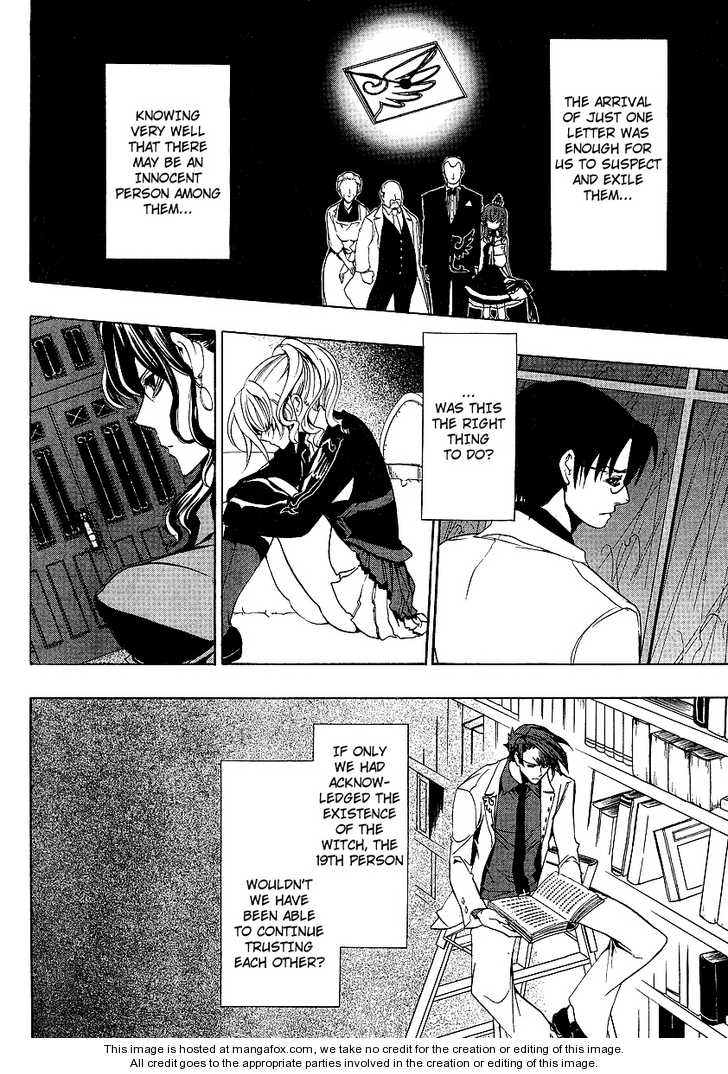 THE ARRIVAL
OF JUST ONE
LETTER WAS
ENOUGH FOR
US TO SUSPECT
AND EXILE
THEM...
KNOWING
VERY WELL
THAT THERE
MAY BE AN
INNOCENT
PERSON AMONG
THEM...
...
WAS THIS
THE RIGHT
THING
TO DO?
IF ONLY
WE HAD
ACKNOW-
LEDGED THE
EXISTENCE
OF THE
WITCH, THE
19TH PERSON
WOULDN'T
WE HAVE
BEEN ABLE
TO CONTINUE
TRUSTING
EACH OTHER?
This image is hosted at mangafox.com, we take no credit for the creation or editing of this image.
All credit goes to the appropriate parties involved in the creation or editing of this image.